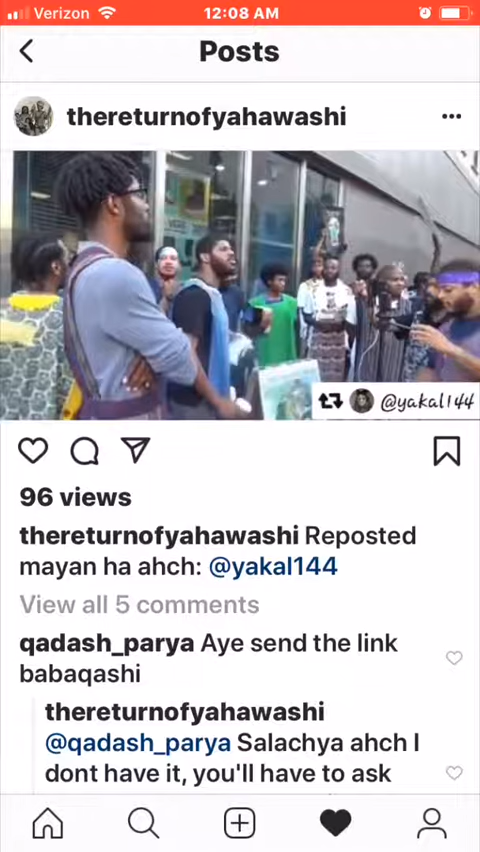 Verizon 12:08 AM
Posts
thereturnofyahawashi
@yakal144
96 views
thereturnofyahawashi Reposted
mayan ha ahch: @yakal144
View all 5 comments
qadash_parya Aye send the link
babaqashi
thereturnofyahawashi
@qadash_parya Salachya ahch I
dont have it, you'll have to ask